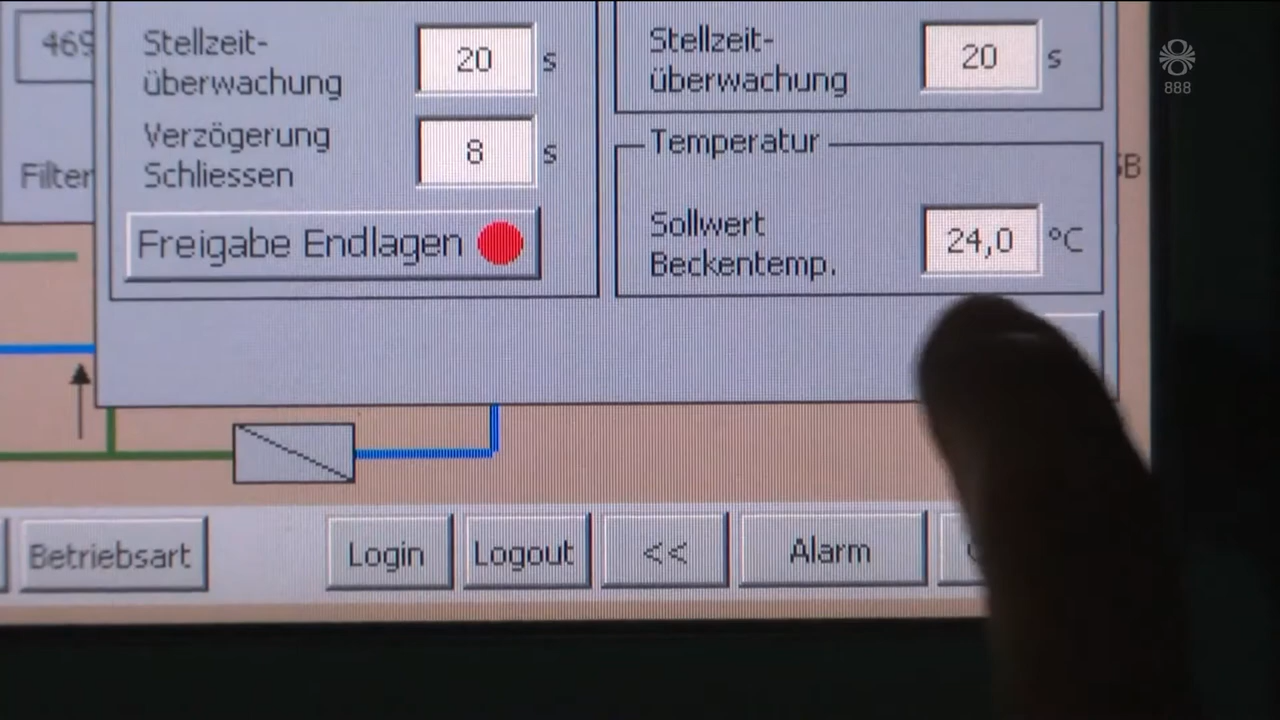 469
Stellzeit-
überwachung
20 s
Verzögerung
Schliessen
8 s
Freigabe Endlagen
Stellzeit-
überwachung
20 s
Temperatur
Sollwert
Beckentemp.
24,0 °C
Filter
888
Betriebsart
Login
Logout
<<
Alarm